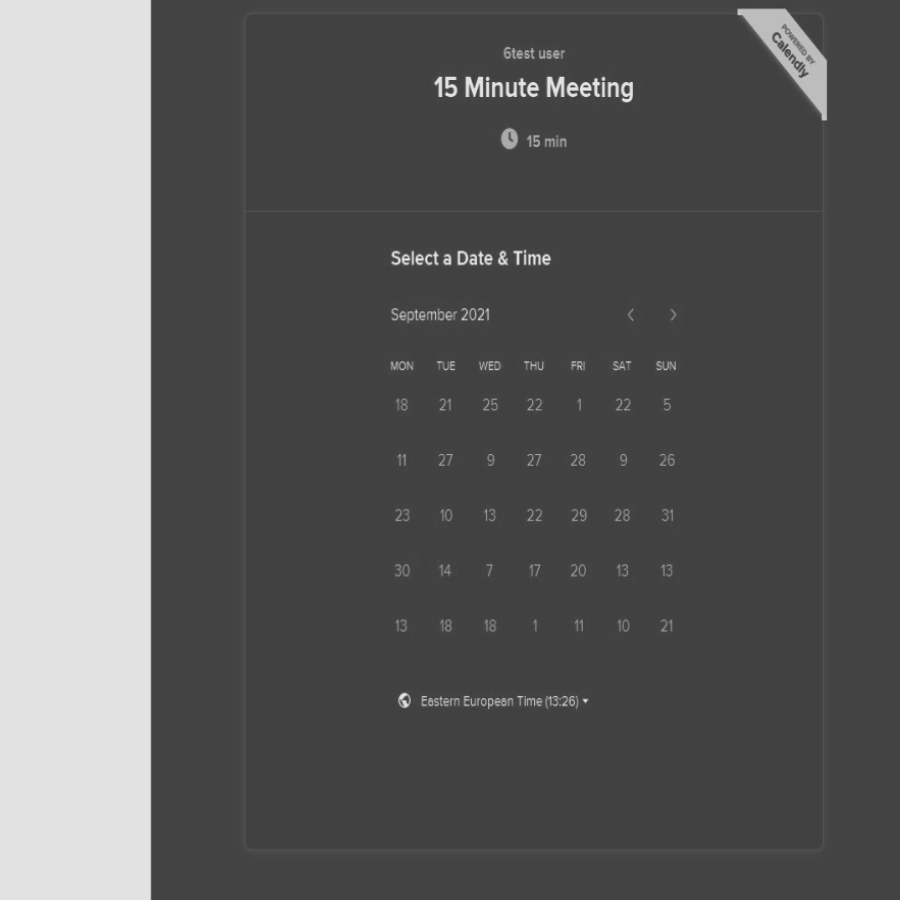 POWERED BY
Calendly
6test user
15 Minute Meeting
15 min
Select a Date & Time
September 2021
MON TUE WED THU FRI SAT SUN
18 21 25 22 1 22 5
11 27 9 27 28 9 26
23 10 13 22 29 28 31
30 14 7 17 20 13 13
13 18 18 1 11 10 21
Eastern European Time (13:26)